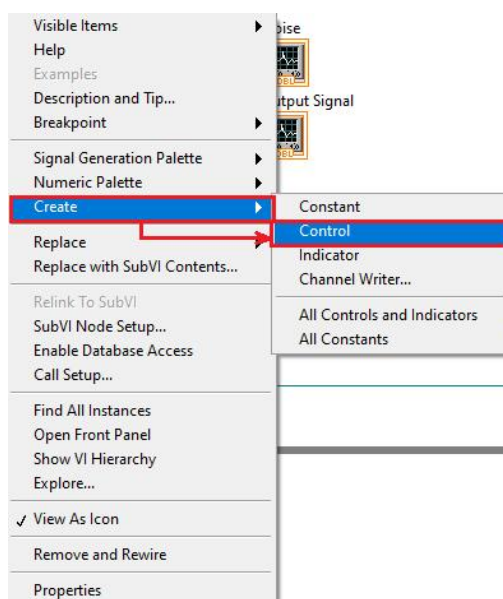 Visible Items
Help
Examples
Description and Tip...
Breakpoint
Signal Generation Palette
Numeric Palette
Create
Replace
Replace with SubVI Contents...
Relink To SubVI
SubVI Node Setup...
Enable Database Access
Call Setup...
Find All Instances
Open Front Panel
Show VI Hierarchy
Explore...
View As Icon
Remove and Rewire
Properties
oise
DBL
utput Signal
DBL
Constant
Control
Indicator
Channel Writer...
All Controls and Indicators
All Constants